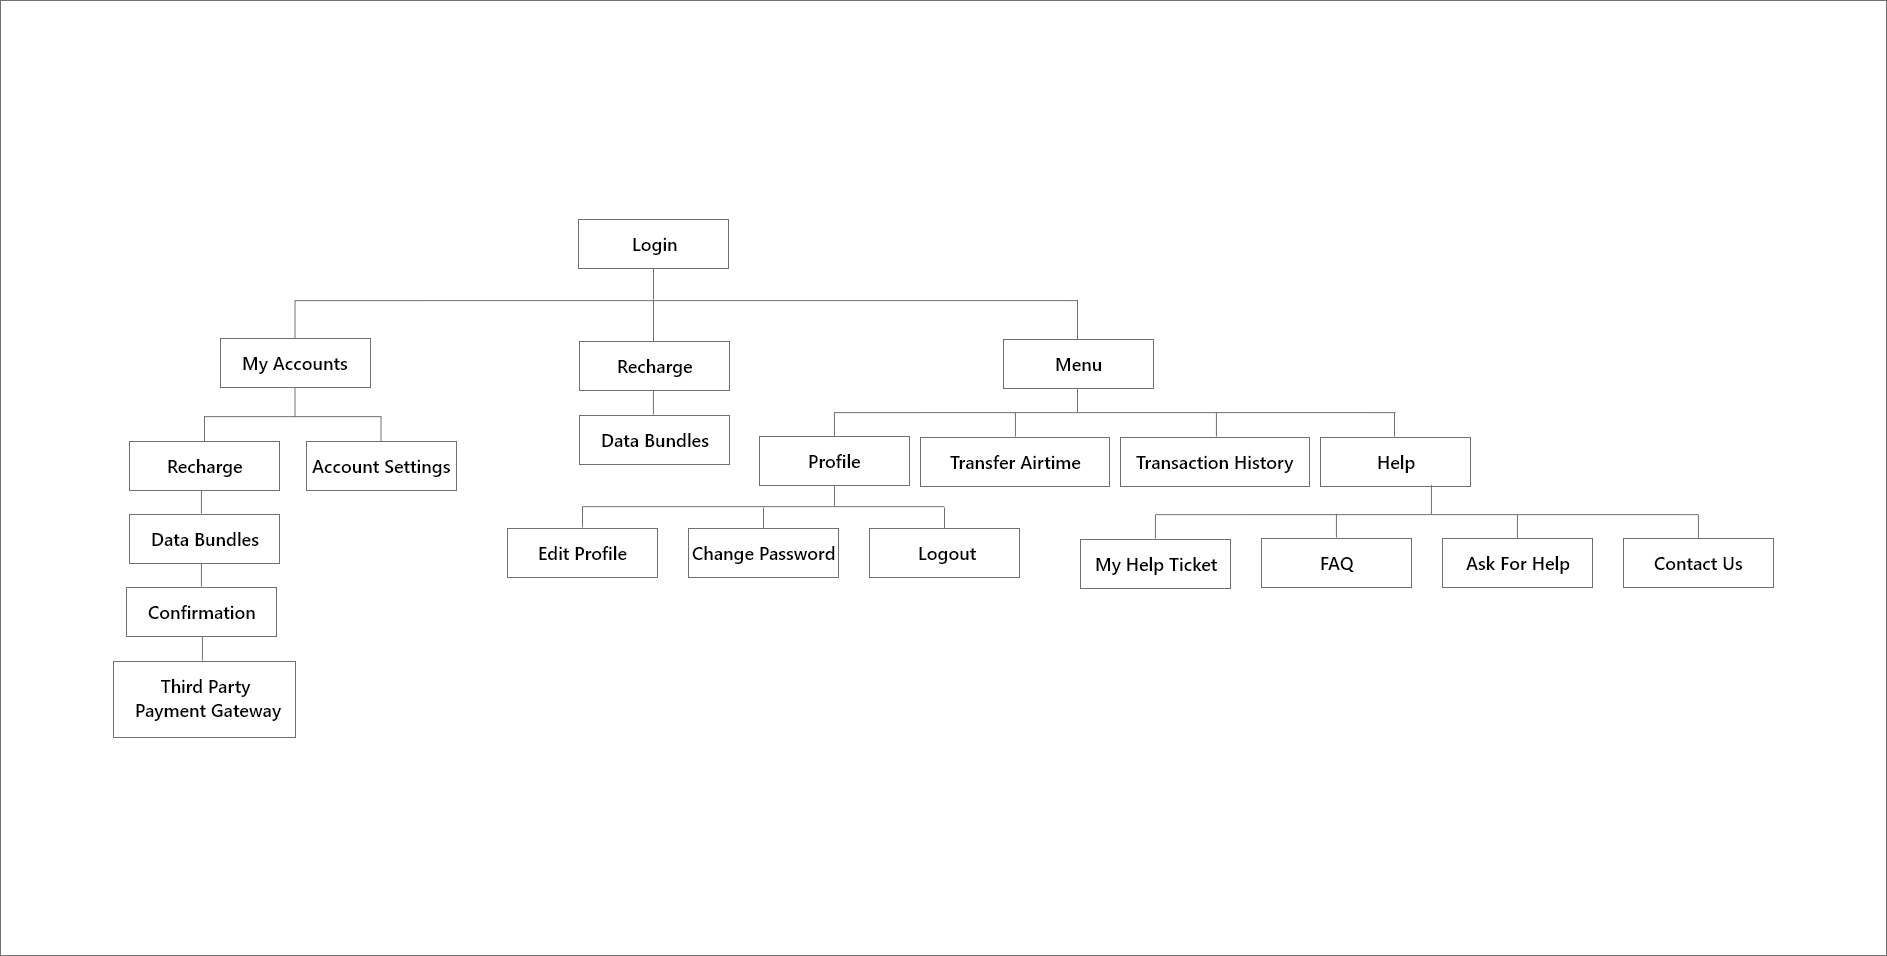 Login
My Accounts
Recharge
Menu
Recharge
Account Settings
Data Bundles
Profile
Transfer Airtime
Transaction History
Help
Data Bundles
Edit Profile
Change Password
Logout
My Help Ticket
FAQ
Ask For Help
Contact Us
Confirmation
Third Party
Payment Gateway